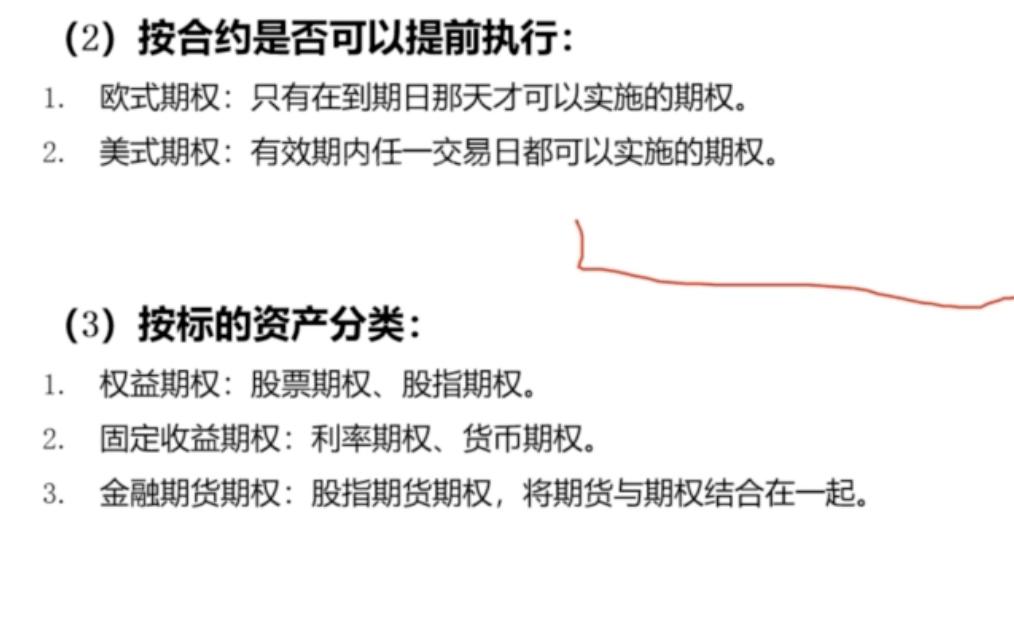 （2）按合约是否可以提前执行：
1. 欧式期权：只有在到期日那天才可以实施的期权。
2. 美式期权：有效期内任一交易日都可以实施的期权。
（3）按标的资产分类：
1. 权益期权：股票期权、股指期权。
2. 固定收益期权：利率期权、货币期权。
3. 金融期货期权：股指期货期权，将期货与期权结合在一起。